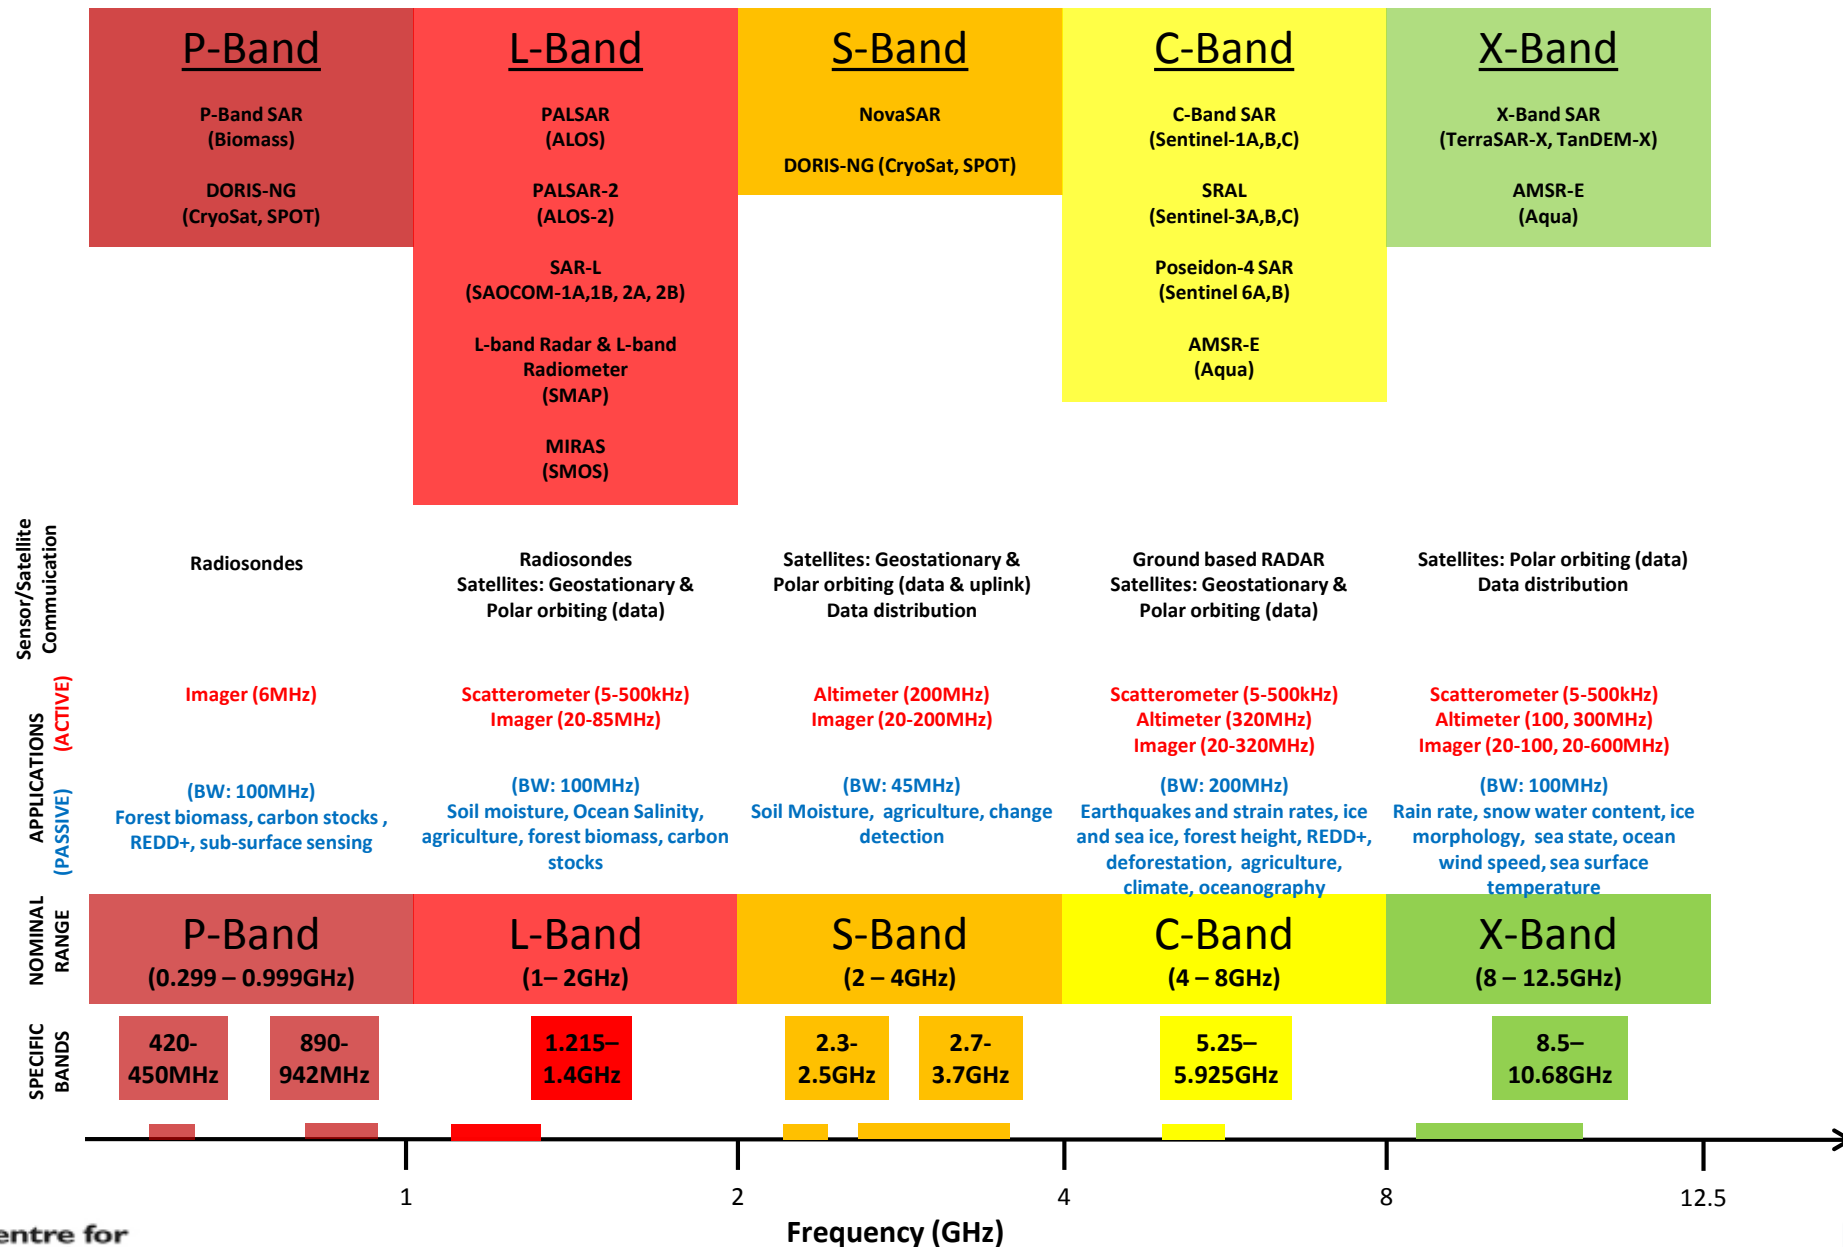 P-Band
P-Band SAR
(Biomass)
DORIS-NG
(CryoSat, SPOT)
L-Band
PALSAR
(ALOS)
PALSAR-2
(ALOS-2)
SAR-L
(SAOCOM-1A,1B, 2A, 2B)
L-band Radar & L-band
Radiometer
(SMAP)
MIRAS
(SMOS)
S-Band
NovaSAR
DORIS-NG (CryoSat, SPOT)
C-Band
C-Band SAR
(Sentinel-1A,B,C)
SRAL
(Sentinel-3A,B,C)
Poseidon-4 SAR
(Sentinel 6A,B)
AMSR-E
(Aqua)
X-Band
X-Band SAR
(TerraSAR-X, TanDEM-X)
AMSR-E
(Aqua)
Sensor/Satellite
Commuication
Radiosondes
Radiosondes
Satellites: Geostationary &
Polar orbiting (data)
Satellites: Geostationary &
Polar orbiting (data & uplink)
Data distribution
Ground based RADAR
Satellites: Geostationary &
Polar orbiting (data)
Satellites: Polar orbiting (data)
Data distribution
APPLICATIONS
(ACTIVE)
Imager (6MHz)
Scatterometer (5-500kHz)
Imager (20-85MHz)
Altimeter (200MHz)
Imager (20-200MHz)
Scatterometer (5-500kHz)
Altimeter (320MHz)
Imager (20-320MHz)
Scatterometer (5-500kHz)
Altimeter (100, 300MHz)
Imager (20-100, 20-600MHz)
(PASSIVE)
(BW: 100MHz)
Forest biomass, carbon stocks ,
REDD+, sub-surface sensing
(BW: 100MHz)
Soil moisture, Ocean Salinity,
agriculture, forest biomass, carbon
stocks
(BW: 45MHz)
Soil Moisture, agriculture, change
detection
(BW: 200MHz)
Earthquakes and strain rates, ice
and sea ice, forest height, REDD+,
deforestation, agriculture,
climate, oceanography
(BW: 100MHz)
Rain rate, snow water content, ice
morphology, sea state, ocean
wind speed, sea surface
temperature
NOMINAL
RANGE
P-Band
(0.299 – 0.999GHz)
L-Band
(1– 2GHz)
S-Band
(2 – 4GHz)
C-Band
(4 – 8GHz)
X-Band
(8 – 12.5GHz)
SPECIFIC
BANDS
420-
450MHz
890-
942MHz
1.215–
1.4GHz
2.3-
2.5GHz
2.7-
3.7GHz
5.25–
5.925GHz
8.5–
10.68GHz
1
2
4
8
12.5
Frequency (GHz)
entre for